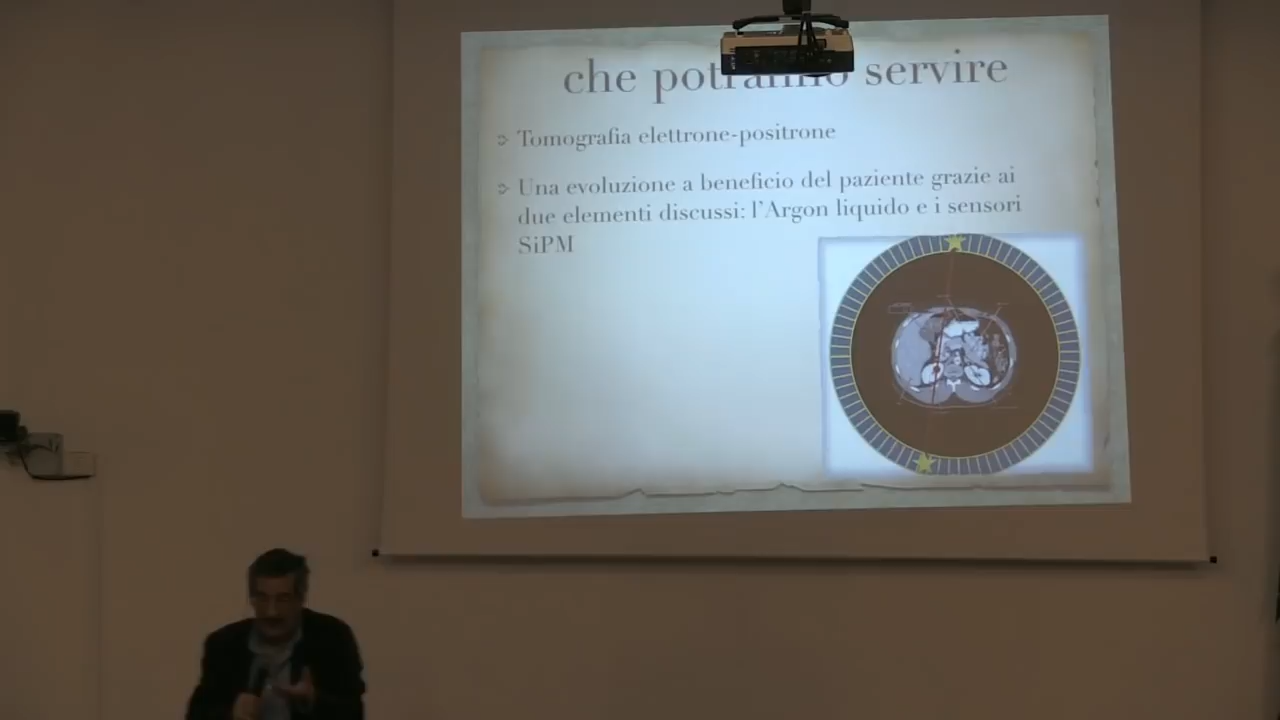 che potranno servire
Tomografia elettrone-positrone
Una evoluzione a beneficio del paziente grazie ai
due elementi discussi: l'Argon liquido e i sensori
SiPM